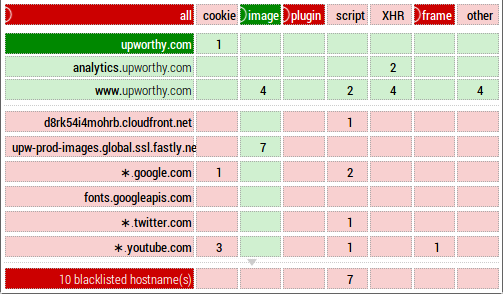 all cookie image plugin script XHR frame other
upworthy.com 1
analytics.upworthy.com 2
www.upworthy.com 4 2 4 4
d8rk54i4mohrb.cloudfront.net 1
upw-prod-images.global.ssl.fastly.ne 7
*.google.com 1 2
fonts.googleapis.com
*.twitter.com 1
*.youtube.com 3 1 1
10 blacklisted hostname(s) 7